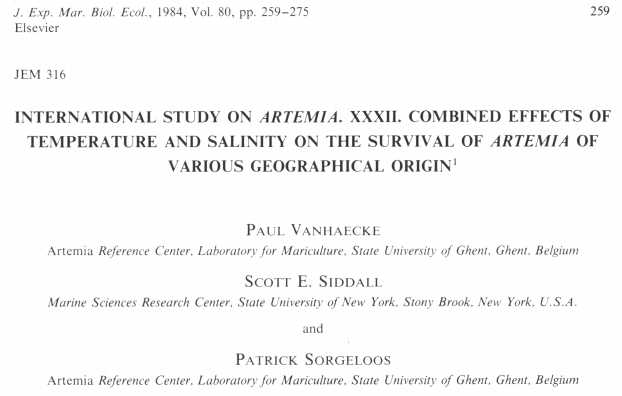 J. Exp. Mar. Biol. Ecol., 1984, Vol. 80, pp. 259–275 259
Elsevier
JEM 316
INTERNATIONAL STUDY ON ARTEMIA. XXXII. COMBINED EFFECTS OF
TEMPERATURE AND SALINITY ON THE SURVIVAL OF ARTEMIA OF
VARIOUS GEOGRAPHICAL ORIGIN¹
PAUL VANHAECKE
Artemia Reference Center, Laboratory for Mariculture, State University of Ghent, Ghent, Belgium
SCOTT E. SIDDALL
Marine Sciences Research Center, State University of New York, Stony Brook, New York, U.S.A.
and
PATRICK SORGELOOS
Artemia Reference Center, Laboratory for Mariculture, State University of Ghent, Ghent, Belgium